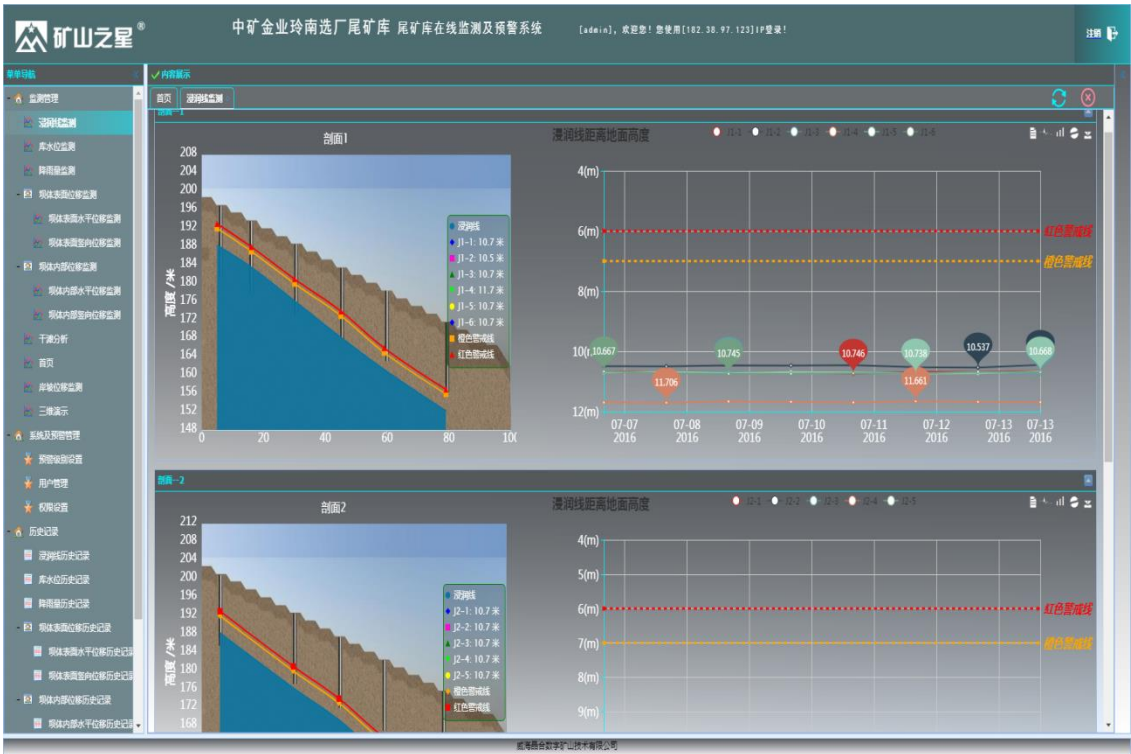 矿山之星®
中矿金业玲南选厂尾矿库 尾矿库在线监测及预警系统
[admin], 欢迎您! 您使用[182.38.97.123]IP登录!
注销
菜单导航
监测管理
浸润线监测
库水位监测
降雨量监测
坝体表面位移监测
坝体表面水平位移监测
坝体表面竖向位移监测
坝体内部位移监测
坝体内部水平位移监测
坝体内部竖向位移监测
干滩分析
首页
岸坡位移监测
三维演示
系统及预警管理
预警级别设置
用户管理
权限设置
历史记录
浸润线历史记录
库水位历史记录
降雨量历史记录
坝体表面位移历史记录
坝体表面水平位移历史记录
坝体表面竖向位移历史记录
坝体内部位移历史记录
坝体内部水平位移历史记录
内容展示
首页 浸润线监测
剖面--1
剖面1
208
204
200
196
192
188
184
180
176
172
168
164
160
156
152
148
高度 /米
0 20 40 60 80 10
浸润线
J1-1: 10.7 米
J1-2: 10.5 米
J1-3: 10.7 米
J1-4: 11.7 米
J1-5: 10.7 米
J1-6: 10.7 米
橙色警戒线
红色警戒线
浸润线距离地面高度
J1-1 J1-2 J1-3 J1-4 J1-5 J1-6
4(m)
6(m)
8(m)
10(
12(m)
红色警戒线
橙色警戒线
10.667 10.745 10.746 10.738 10.537 10.668
11.706 11.661
07-07 07-08 07-09 07-10 07-11 07-12 07-13 07-13
2016 2016 2016 2016 2016 2016 2016 2016
剖面--2
剖面2
212
208
204
200
196
192
188
184
180
176
172
168
高度 /米
浸润线
J2-1: 10.7 米
J2-2: 10.7 米
J2-3: 10.7 米
J2-4: 10.7 米
J2-5: 10.7 米
橙色警戒线
红色警戒线
浸润线距离地面高度
J2-1 J2-2 J2-3 J2-4 J2-5
4(m)
5(m)
6(m)
7(m)
8(m)
9(m)
红色警戒线
橙色警戒线
威海晶合数字矿山技术有限公司